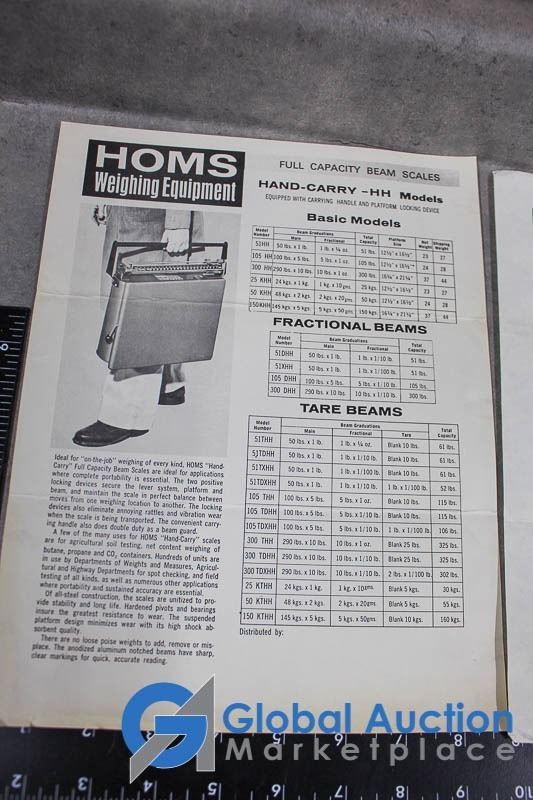 HOMS
Weighing Equipment
FULL CAPACITY BEAM SCALES
HAND-CARRY -HH Models
EQUIPPED WITH CARRYING HANDLE AND PLATFORM LOCKING DEVICE
Basic Models
Model Number Beam Graduations Main Fractional Total Capacity Platform Size Net Weight Shipping Weight
51HH 50 lbs. x 1 lb. 1 lb. x ¼ oz. 51 lbs. 12½" x 16½" 23 27
105 HH 100 lbs. x 5 lbs. 5 lbs. x 1 oz. 105 lbs. 12½" x 16½" 24 28
300 HH 290 lbs. x 10 lbs. 10 lbs. x 1 oz. 300 lbs. 37 44
25 KHH 24 kgs. x 1 kg. 1 kg. x 10 gms. 25 kgs. 12½" x 16½" 23 27
50 KHH 48 kgs. x 2 kgs. 2 kgs. x 20 gms. 50 kgs. 12½" x 16½" 24 28
150KHH 145 kgs. x 5 kgs. 5 kgs. x 50 gms. 150 kgs. 37 44
FRACTIONAL BEAMS
Model Number Beam Graduations Main Fractional Total Capacity
51DHH 50 lbs. x 1 lb. 1 lb. x 1/10 lb. 51 lbs.
51XHH 50 lbs. x 1 lb. 1 lb. x 1/100 lb. 51 lbs.
105 DHH 100 lbs. x 5 lbs. 5 lbs. x 1/10 lb. 105 lbs.
300 DHH 290 lbs. x 10 lbs. 10 lbs. x 1/10 lb. 300 lbs.
TARE BEAMS
Model Number Beam Graduations Main Fractional Tare Total Capacity
51THH 50 lbs. x 1 lb. 1 lb. x ¼ oz. Blank 10 lbs. 61 lbs.
51TDHH 50 lbs. x 1 lb. 1 lb. x 1/10 lb. Blank 10 lbs. 61 lbs.
51TXHH 50 lbs. x 1 lb. 1 lb. x 1/100 lb. Blank 10 lbs. 61 lbs.
51TDXHH 50 lbs. x 1 lb. 1 lb. x 1/10 lb. 1 lb. x 1/100 lb. 52 lbs.
105 THH 100 lbs. x 5 lbs. 5 lbs. x 1 oz. Blank 10 lbs. 115 lbs.
105 TDHH 100 lbs. x 5 lbs. 5 lbs. x 1/10 lb. Blank 10 lbs. 115 lbs.
105 TDXHH 100 lbs. x 5 lbs. 5 lbs. x 1/10 lb. 1 lb. x 1/100 lb. 106 lbs.
300 THH 290 lbs. x 10 lbs. 10 lbs. x 1 oz. Blank 25 lbs. 325 lbs.
300 TDHH 290 lbs. x 10 lbs. 10 lbs. x 1/10 lb. Blank 25 lbs. 325 lbs.
300 TDXHH 290 lbs. x 10 lbs. 10 lbs. x 1/10 lb. 2 lbs. x 1/100 lb. 302 lbs.
25 KTHH 24 kgs. x 1 kg. 1 kg. x 10 gms. Blank 5 kgs. 30 kgs.
50 KTHH 48 kgs. x 2 kgs. 2 kgs. x 20 gms. Blank 5 kgs. 55 kgs.
150 KTHH 145 kgs. x 5 kgs. 5 kgs. x 50 gms. Blank 10 kgs. 160 kgs.
Distributed by:
Ideal for "on-the-job" weighing of every kind, HOMS "Hand-
Carry" Full Capacity Beam Scales are ideal for applications
where complete portability is essential. The two positive
locking devices secure the lever system, platform and
beam, and maintain the scale in perfect balance between
moves from one weighing location to another. The locking
devices also eliminate annoying rattles and vibration wear
when the scale is being transported. The convenient carry-
ing handle also does double duty as a beam guard.
A few of the many uses for HOMS "Hand-Carry" scales
are for agricultural soil testing, net content weighing of
butane, propane and CO₂ containers. Hundreds of units are
in use by Departments of Weights and Measures, Agricul-
tural and Highway Departments for spot checking, and field
testing of all kinds, as well as numerous other applications
where portability and sustained accuracy are essential.
Of all-steel construction, the scales are unitized to pro-
vide stability and long life. Hardened pivots and bearings
insure the greatest resistance to wear. The suspended
platform design minimizes wear with its high shock ab-
sorbent quality.
There are no loose poise weights to add, remove or mis-
place. The anodized aluminum notched beams have sharp,
clear markings for quick, accurate reading.
Global Auction
Marketplace
2 3 4 5 6 7 8 9 10